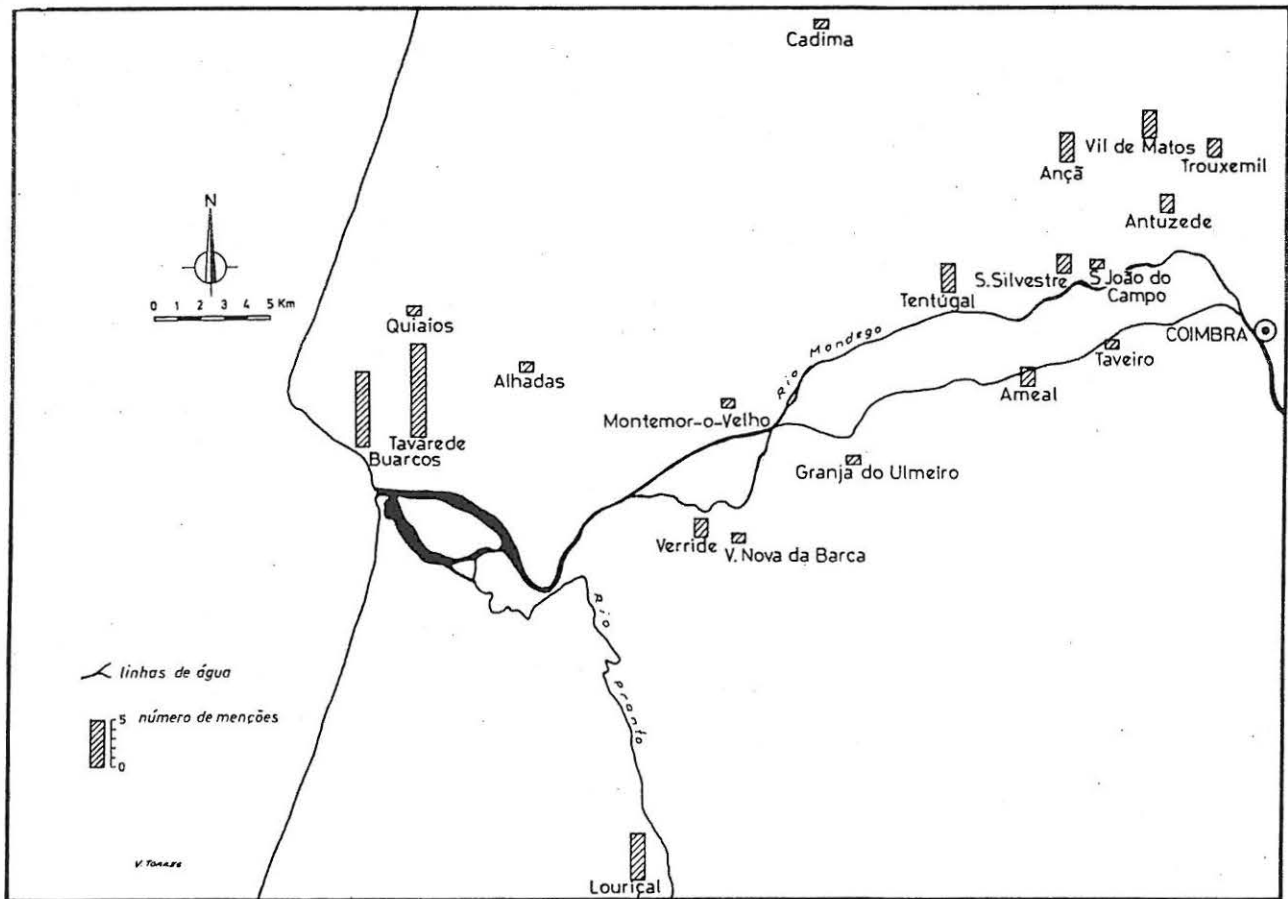 Cadima
Vil de Matos
Ançã
Trouxemil
Antuzede
N
S.Silvestre
S. João do
Campo
Tentúgal
0 1 2 3 4 5 Km
Quiaios
Rio Mondego
COIMBRA
Taveiro
Alhadas
Ameal
Montemor-o-Velho
Tavarede
Buarcos
Granja do Ulmeiro
Verride
V. Nova da Barca
Rio Pranto
linhas de água
5 número de menções
0
V. TORRES
Louriçal